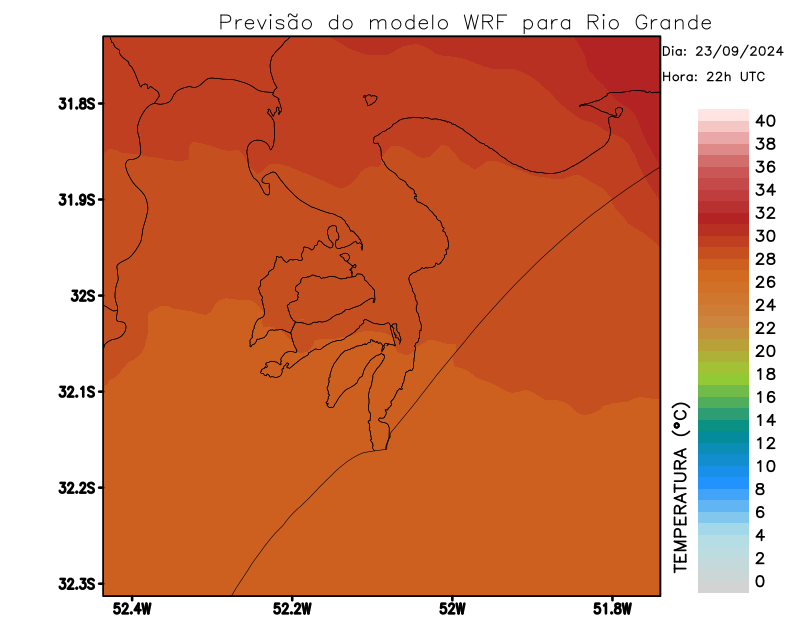 Previsão do modelo WRF para Rio Grande
Dia: 23/09/2024
Hora: 22h UTC
31.8S
31.9S
32S
32.1S
32.2S
32.3S
52.4W
52.2W
52W
51.8W
TEMPERATURA (°C)
40
38
36
34
32
30
28
26
24
22
20
18
16
14
12
10
8
6
4
2
0